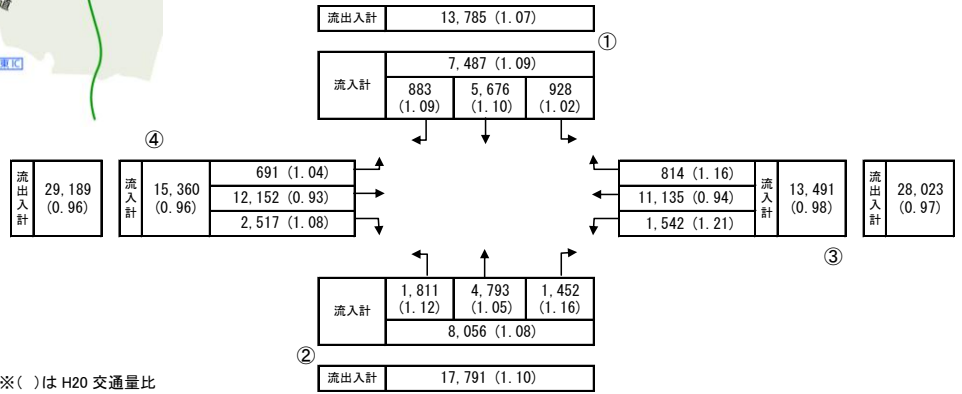 流出入計 13,785 (1.07)
①
流入計 7,487 (1.09)
883 5,676 928
(1.09) (1.10) (1.02)
東IC
④
流出入計 29,189 (0.96)
流入計 15,360 (0.96)
691 (1.04)
12,152 (0.93)
2,517 (1.08)
814 (1.16)
11,135 (0.94)
1,542 (1.21)
流入計 13,491 (0.98)
流出入計 28,023 (0.97)
③
流入計
1,811 4,793 1,452
(1.12) (1.05) (1.16)
8,056 (1.08)
②
流出入計 17,791 (1.10)
※( )は H20 交通量比